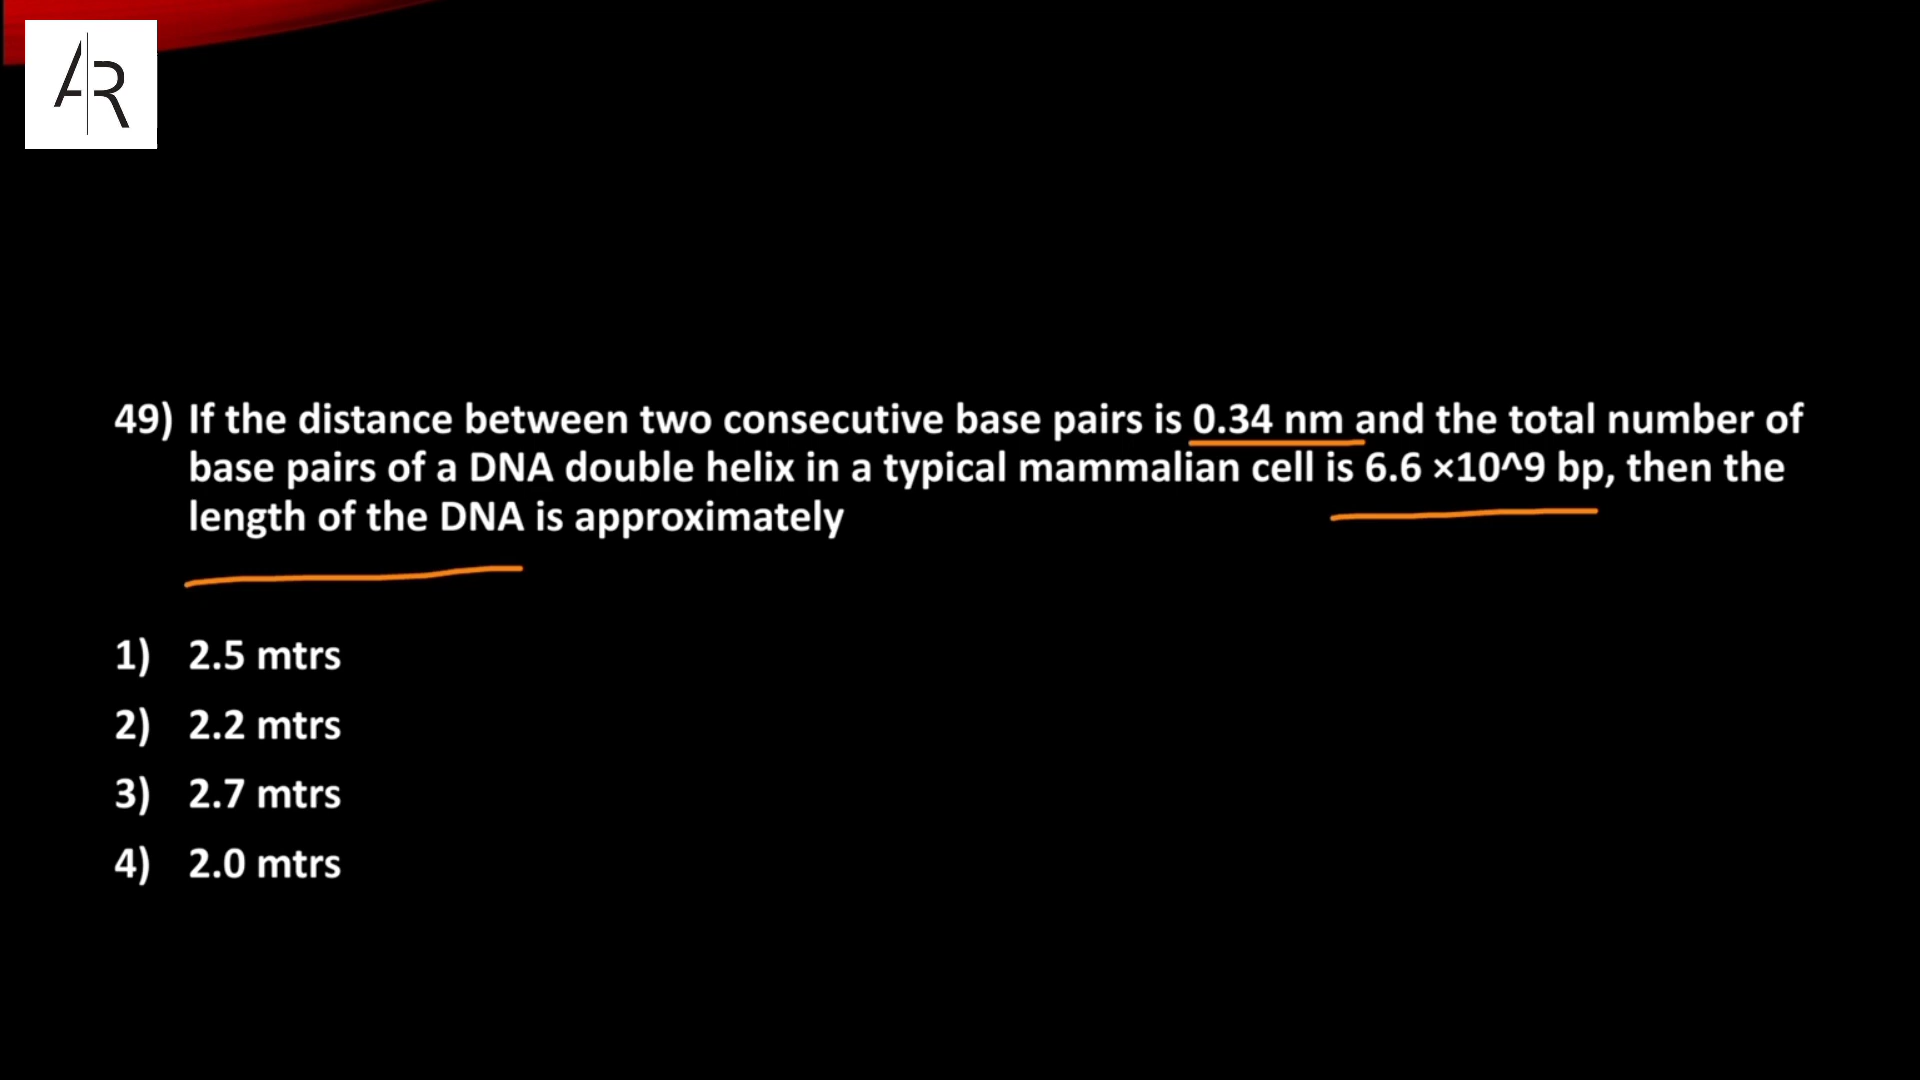 AR
49) If the distance between two consecutive base pairs is 0.34 nm and the total number of
base pairs of a DNA double helix in a typical mammalian cell is 6.6 ×10^9 bp, then the
length of the DNA is approximately
1) 2.5 mtrs
2) 2.2 mtrs
3) 2.7 mtrs
4) 2.0 mtrs